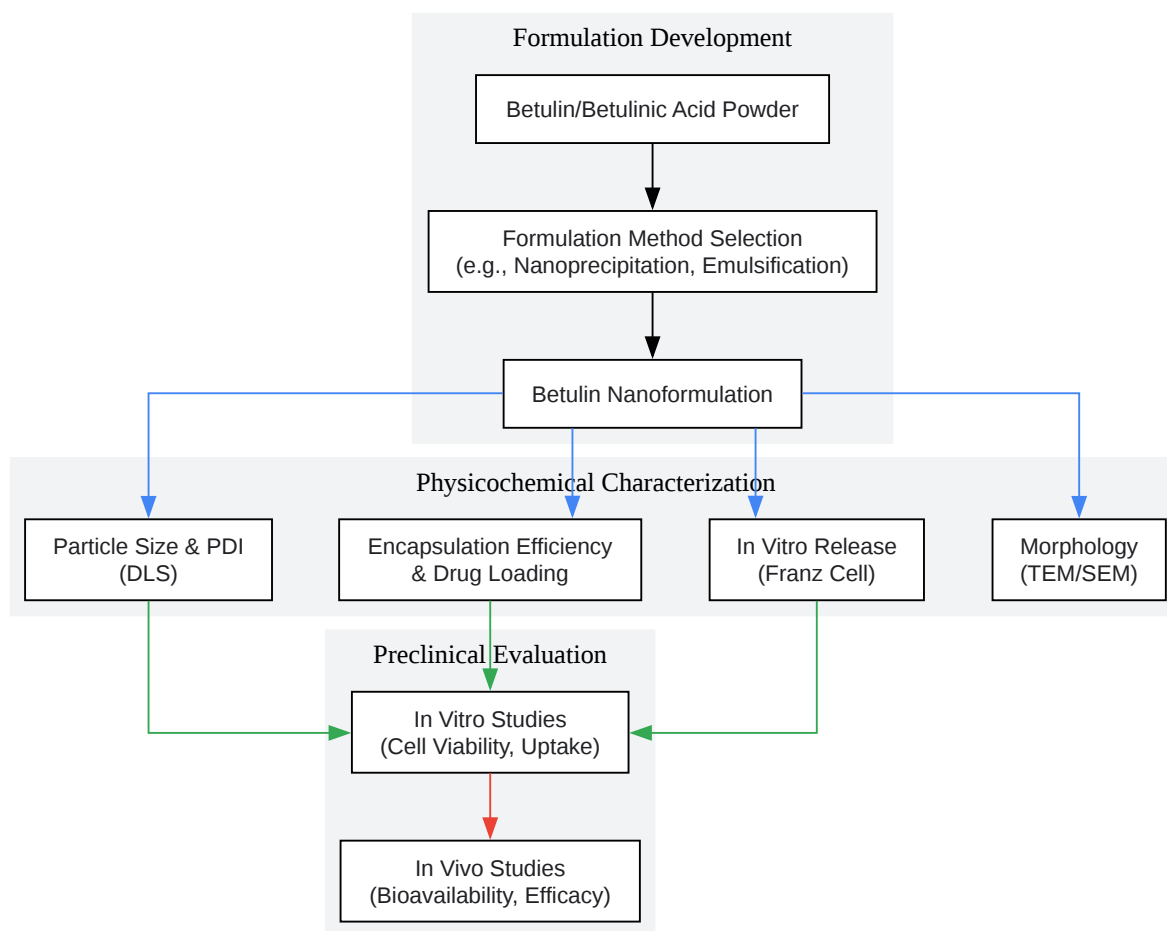 Formulation Development
Betulin/Betulinic Acid Powder
Formulation Method Selection
(e.g., Nanoprecipitation, Emulsification)
Betulin Nanoformulation
Physicochemical Characterization
Particle Size & PDI
(DLS)
Encapsulation Efficiency
& Drug Loading
In Vitro Release
(Franz Cell)
Morphology
(TEM/SEM)
Preclinical Evaluation
In Vitro Studies
(Cell Viability, Uptake)
In Vivo Studies
(Bioavailability, Efficacy)